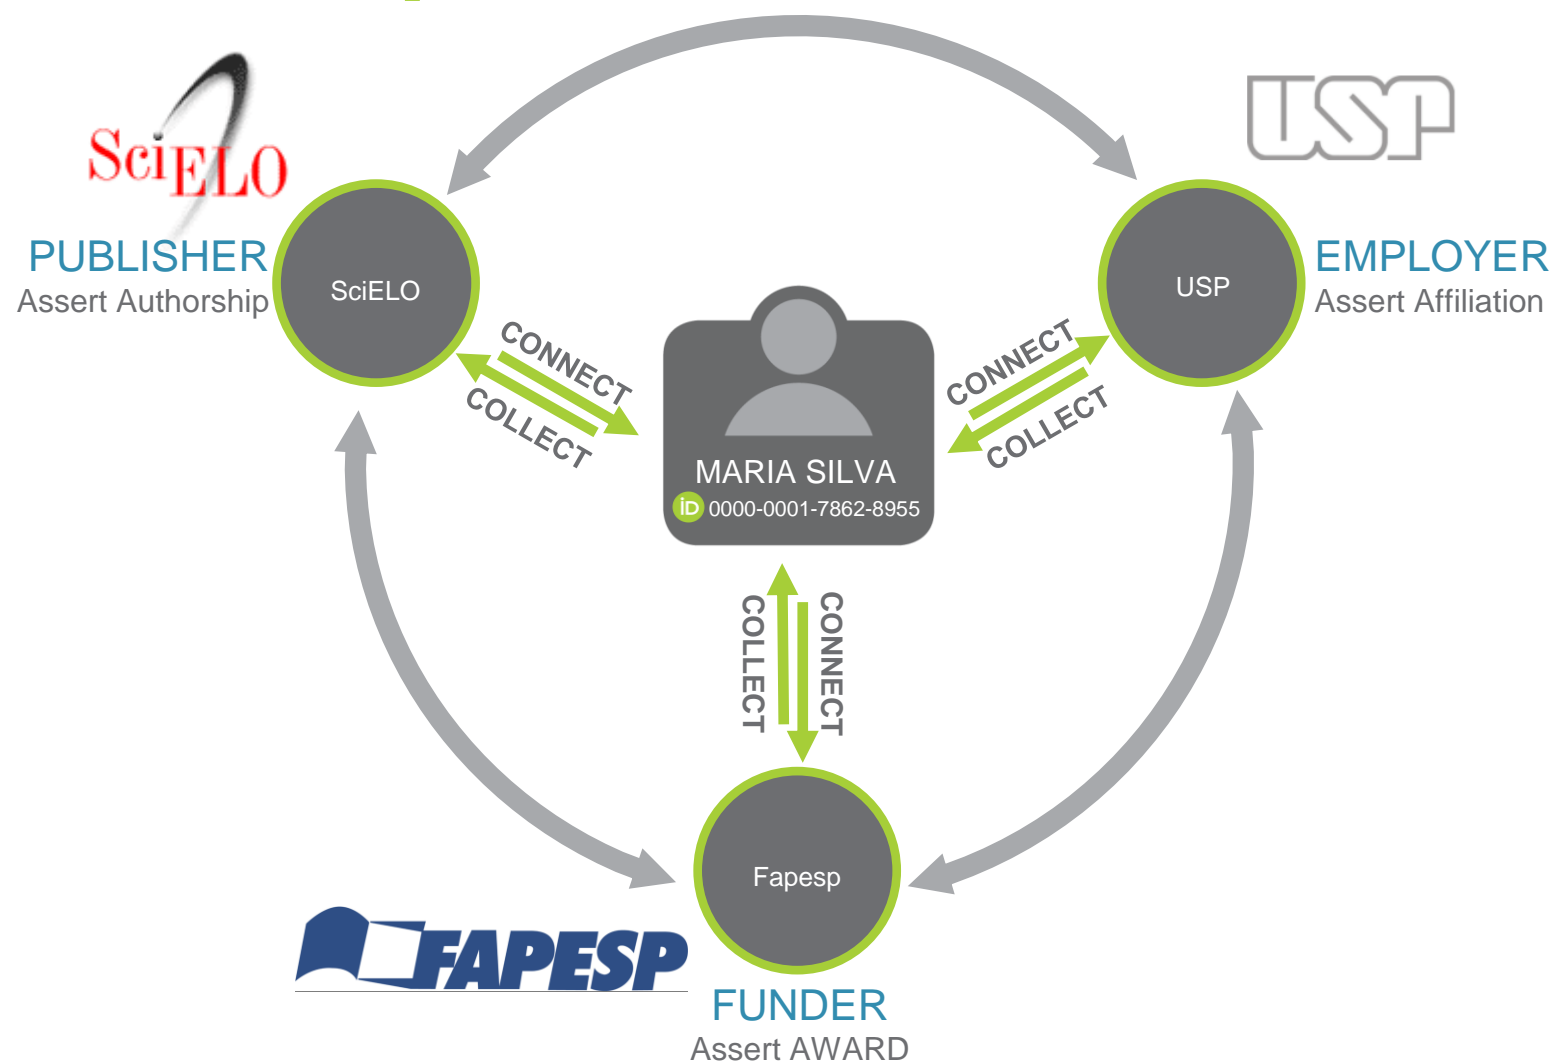 SciELO
USP
PUBLISHER
Assert Authorship
SciELO
USP
EMPLOYER
Assert Affiliation
CONNECT
COLLECT
CONNECT
COLLECT
MARIA SILVA
iD 0000-0001-7862-8955
COLLECT
CONNECT
Fapesp
FAPESP
FUNDER
Assert AWARD